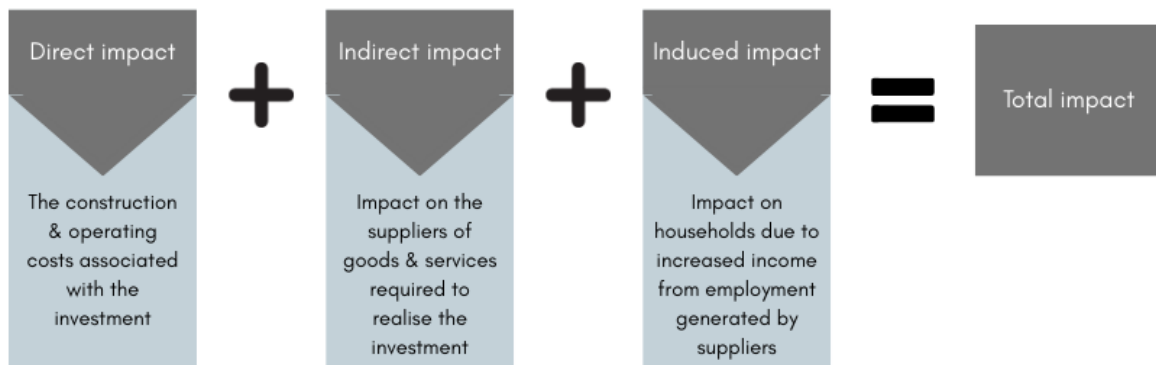 Direct impact
The construction
& operating
costs associated
with the
investment
Indirect impact
Impact on the
suppliers of
goods & services
required to
realise the
investment
Induced impact
Impact on
households due to
increased income
from employment
generated by
suppliers
Total impact